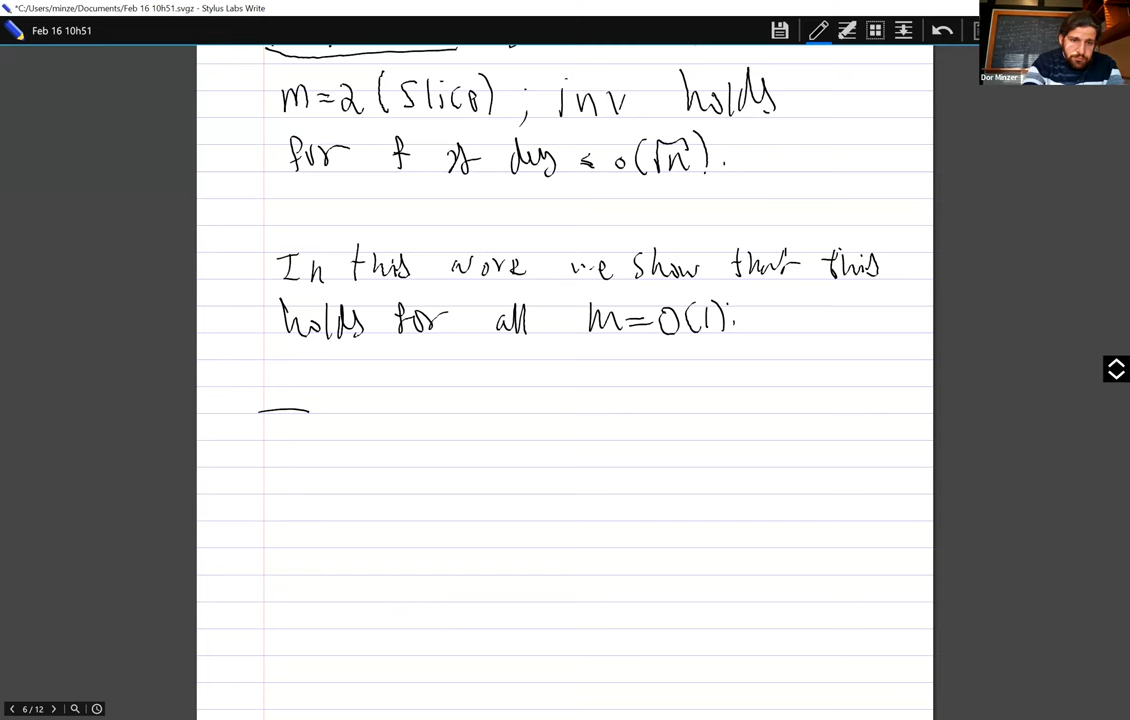 *C:/Users/minze/Documents/Feb 16 10h51.svgz - Stylus Labs Write
Feb 16 10h51
Dor Minzer
m=2 (Slice) ; inv holds
for f of deg ≤ o(√n).
In this work we show that this
holds for all m=O(1):
6 / 12